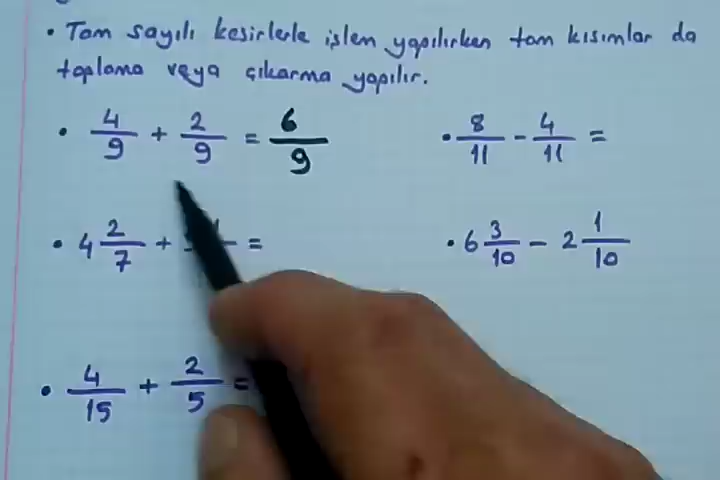 • Tam sayılı kesirlerle işlem yapılırken tam kısımlar da
toplama veya çıkarma yapılır.
• 4/9 + 2/9 = 6/9
• 8/11 - 4/11 =
• 4 2/7 + =
• 6 3/10 - 2 1/10
• 4/15 + 2/5 =